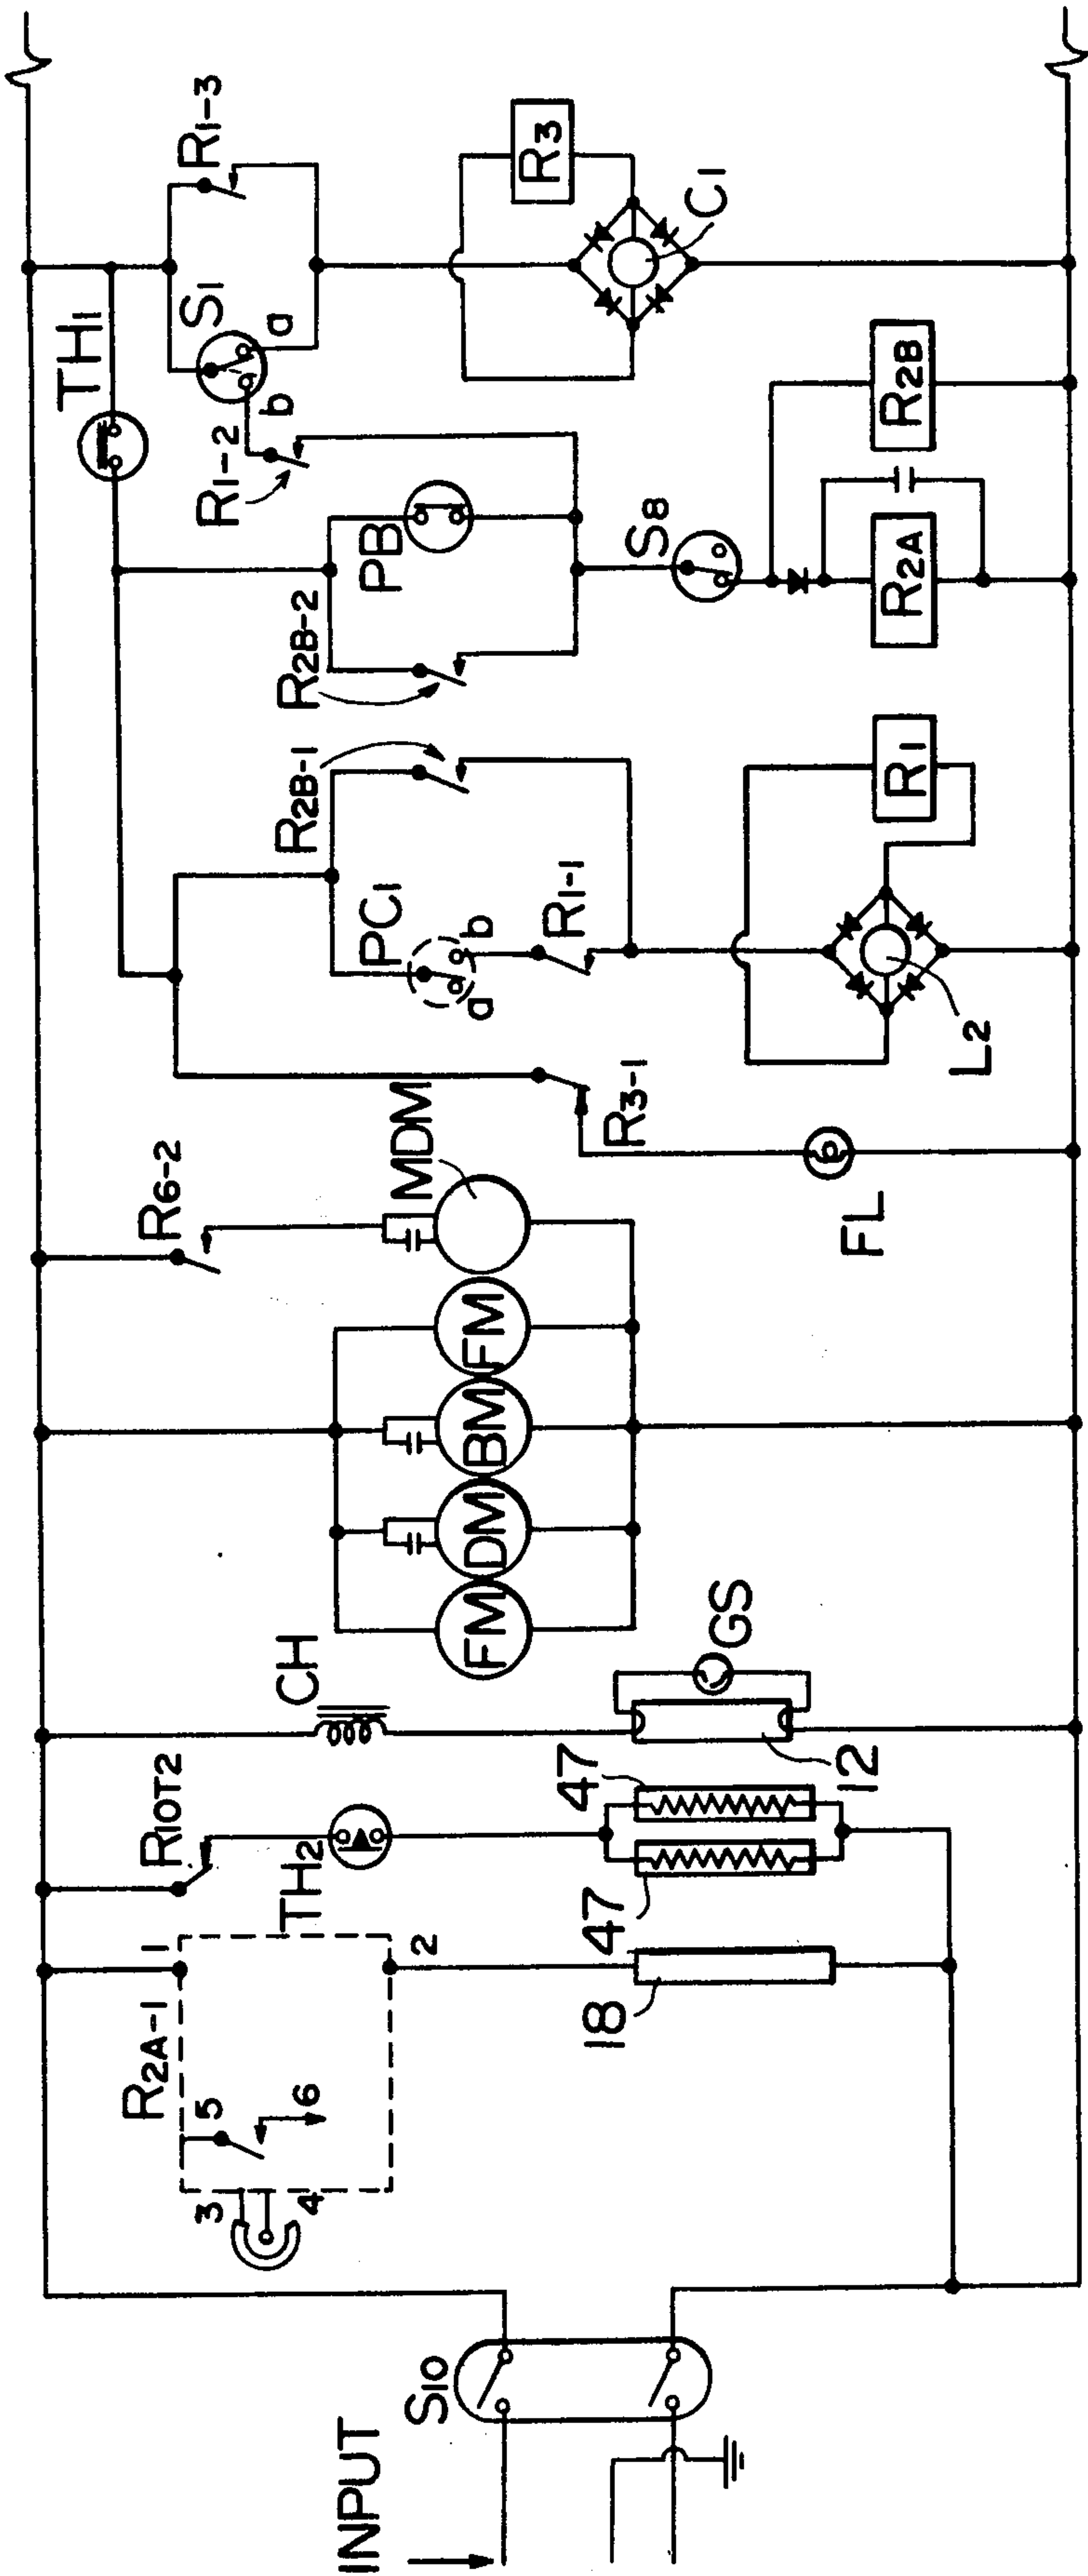 INPUT
S10
3
4
5
6
R2A-1
1
2
TH2
R10T2
18
47
47
CH
12
GS
FM
DM
BM
FM
MDM
R6-2
FL
R3-1
PC1
a
b
R1-1
L2
R1
R2B-1
R2B-2
PB
S8
R2A
R2B
R1-2
TH1
S1
a
b
R1-3
R3
C1